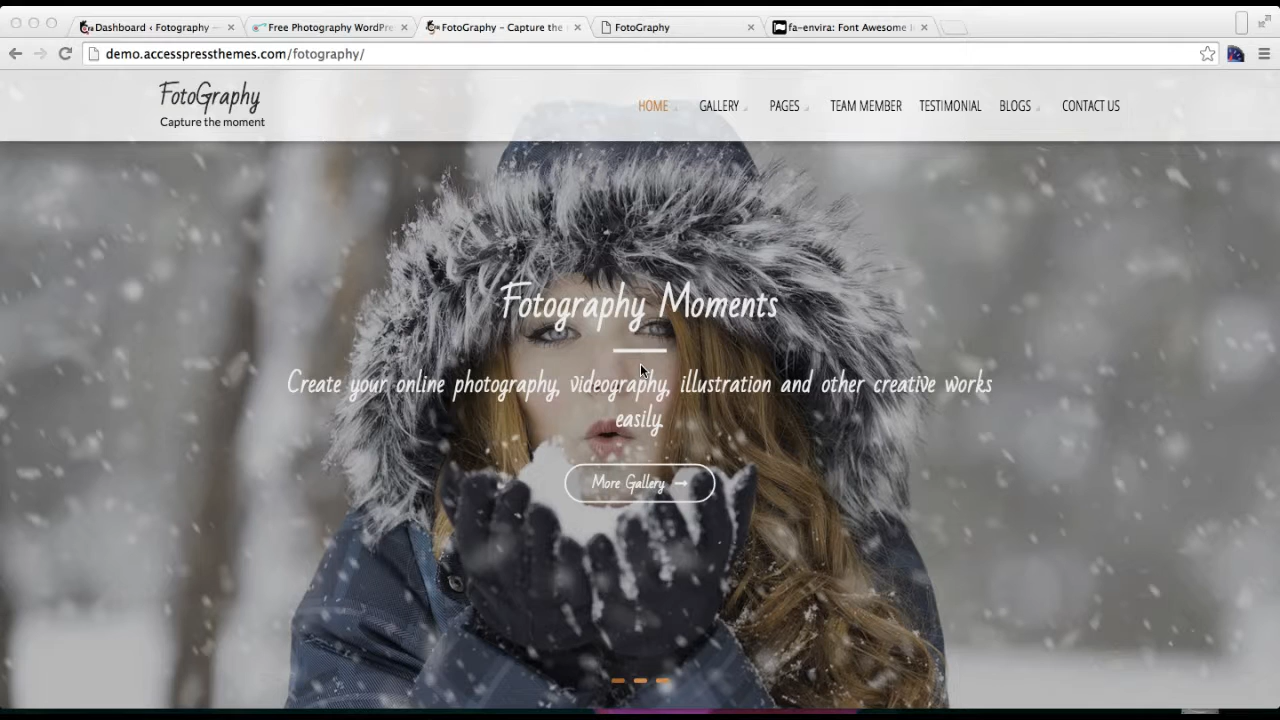 Dashboard ‹ Fotography
Free Photography WordPre
FotoGraphy – Capture the
FotoGraphy
fa-envira: Font Awesome
demo.accesspressthemes.com/fotography/
FotoGraphy
Capture the moment
HOME
GALLERY
PAGES
TEAM MEMBER
TESTIMONIAL
BLOGS
CONTACT US
Fotography Moments
Create your online photography, videography, illustration and other creative works
easily.
More Gallery →